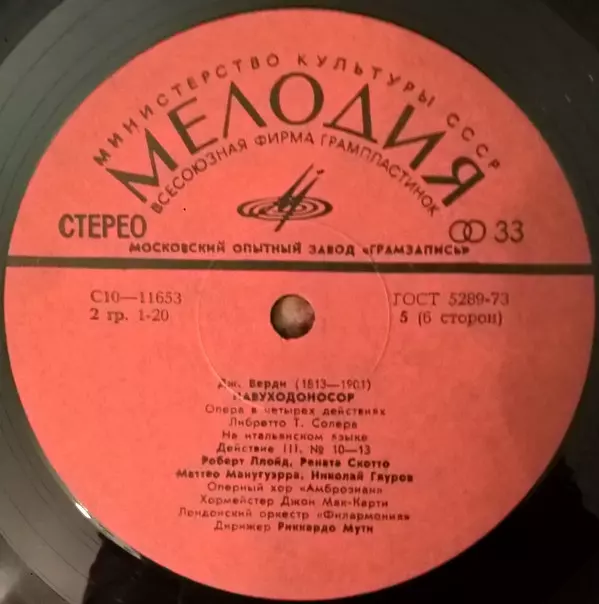 МИНИСТЕРСТВО КУЛЬТУРЫ СССР
МЕЛОДИЯ
ВСЕСОЮЗНАЯ ФИРМА ГРАМПЛАСТИНОК
СТЕРЕО 33
МОСКОВСКИЙ ОПЫТНЫЙ ЗАВОД «ГРАМЗАПИСЬ»
С10—11653 ГОСТ 5289-73
2 гр. 1-20 5 (6 сторон)
Дж. Верди (1813—1901)
НАВУХОДОНОСОР
Опера в четырех действиях
Либретто Т. Солера
На итальянском языке
Действие III. № 10—13
Роберт Ллойд, Рената Скотто
Маттео Манугуэрра, Николай Гяуров
Оперный хор «Амброзиан»
Хормейстер Джон Мак-Карти
Лондонский оркестр «Филармония»
Дирижер Риккардо Мути